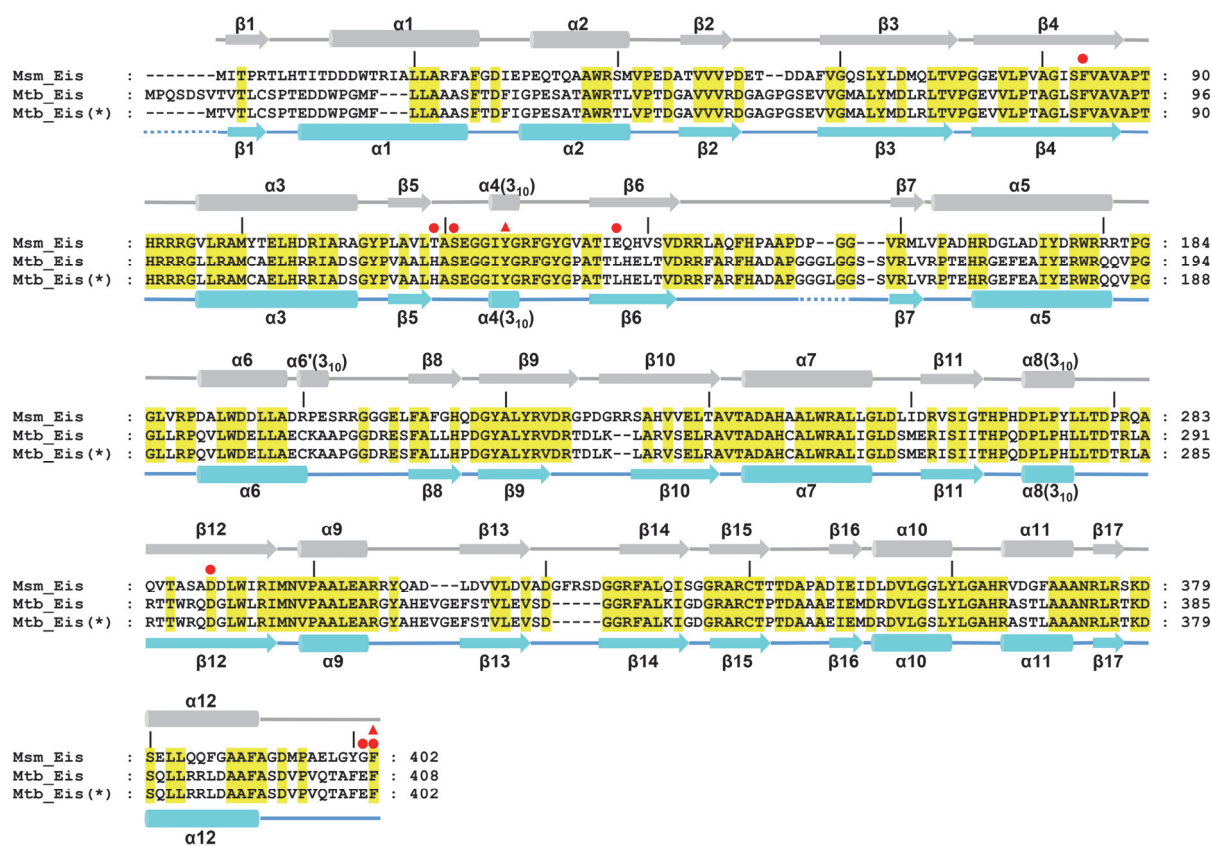 β1 α1 α2 β2 β3 β4
Msm_Eis : -------MITPRTLHTITDDDWTRIALLARFAFGDIEPEQTQAAWRSMVPEDATVVVPDET--DDAFVGQSLYLDMQLTVPGGEVLPVAGISFVAVAPT 90
Mtb_Eis : MPQSDSVTVTLCSPTEDDWPGMF---LLAAASFTDFIGPESATAWRTLVPTDGAVVVRDGAGPGSEVVGMALYMDLRLTVPGEVVLPTAGLSFVAVAPT 96
Mtb_Eis(*) : ------MTVTLCSPTEDDWPGMF---LLAAASFTDFIGPESATAWRTLVPTDGAVVVRDGAGPGSEVVGMALYMDLRLTVPGEVVLPTAGLSFVAVAPT 90
β1 α1 α2 β2 β3 β4
α3 β5 α4(3₁₀) β6 β7 α5
Msm_Eis : HRRRGVLRAMYTELHDRIARAGYPLAVLTASEGGIYGRFGYGVATIEQHVSVDRRLAQFHPAAPDP--GG---VRMLVPADHRDGLADIYDRWRRRTPG 184
Mtb_Eis : HRRRGLLRAMCAELHRRIADSGYPVAALHASEGGIYGRFGYGPATTLHELTVDRRFARFHADAPGGGLGGS-SVRLVRPTEHRGEFEAIYERWRQQVPG 194
Mtb_Eis(*) : HRRRGLLRAMCAELHRRIADSGYPVAALHASEGGIYGRFGYGPATTLHELTVDRRFARFHADAPGGGLGGS-SVRLVRPTEHRGEFEAIYERWRQQVPG 188
α3 β5 α4(3₁₀) β6 β7 α5
α6 α6'(3₁₀) β8 β9 β10 α7 β11 α8(3₁₀)
Msm_Eis : GLVRPDALWDDLLADRPESRRGGGELFAFGHQDGYALYRVDRGPDGRRSAHVVELTAVTADAHAALWRALLGLDLIDRVSIGTHPHDPLPYLLTDPRQA 283
Mtb_Eis : GLLRPQVLWDELLAECKAAPGGDRESFALLHPDGYALYRVDRTDLK--LARVSELRAVTADAHCALWRALIGLDSMERISIITHPQDPLPHLLTDTRLA 291
Mtb_Eis(*) : GLLRPQVLWDELLAECKAAPGGDRESFALLHPDGYALYRVDRTDLK--LARVSELRAVTADAHCALWRALIGLDSMERISIITHPQDPLPHLLTDTRLA 285
α6 β8 β9 β10 α7 β11 α8(3₁₀)
β12 α9 β13 β14 β15 β16 α10 α11 β17
Msm_Eis : QVTASADDLWIRIMNVPAALEARRYQAD---LDVVLDVADGFRSDGGRFALQISGGRARCTTTDAPADIEIDLDVLGGLYLGAHRVDGFAAANRLRSKD 379
Mtb_Eis : RTTWRQDGLWLRIMNVPAALEARGYAHEVGEFSTVLEVSD-----GGRFALKIGDGRARCTPTDAAAEIEMDRDVLGSLYLGAHRASTLAAANRLRTKD 385
Mtb_Eis(*) : RTTWRQDGLWLRIMNVPAALEARGYAHEVGEFSTVLEVSD-----GGRFALKIGDGRARCTPTDAAAEIEMDRDVLGSLYLGAHRASTLAAANRLRTKD 379
β12 α9 β13 β14 β15 β16 α10 α11 β17
α12
Msm_Eis : SELLQQFGAAFAGDMPAELGYGF : 402
Mtb_Eis : SQLLRRLDAAFASDVPVQTAFEF : 408
Mtb_Eis(*) : SQLLRRLDAAFASDVPVQTAFEF : 402
α12